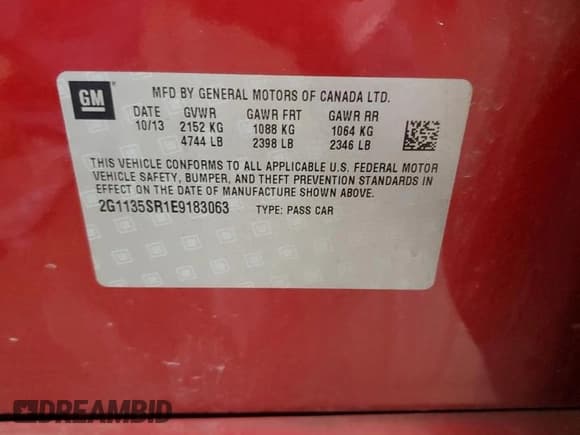 GM
MFD BY GENERAL MOTORS OF CANADA LTD.
DATE GVWR GAWR FRT GAWR RR
10/13 2152 KG 1088 KG 1064 KG
4744 LB 2398 LB 2346 LB
THIS VEHICLE CONFORMS TO ALL APPLICABLE U.S. FEDERAL MOTOR
VEHICLE SAFETY, BUMPER, AND THEFT PREVENTION STANDARDS IN
EFFECT ON THE DATE OF MANUFACTURE SHOWN ABOVE.
2G1135SR1E9183063 TYPE: PASS CAR
DREAMBID